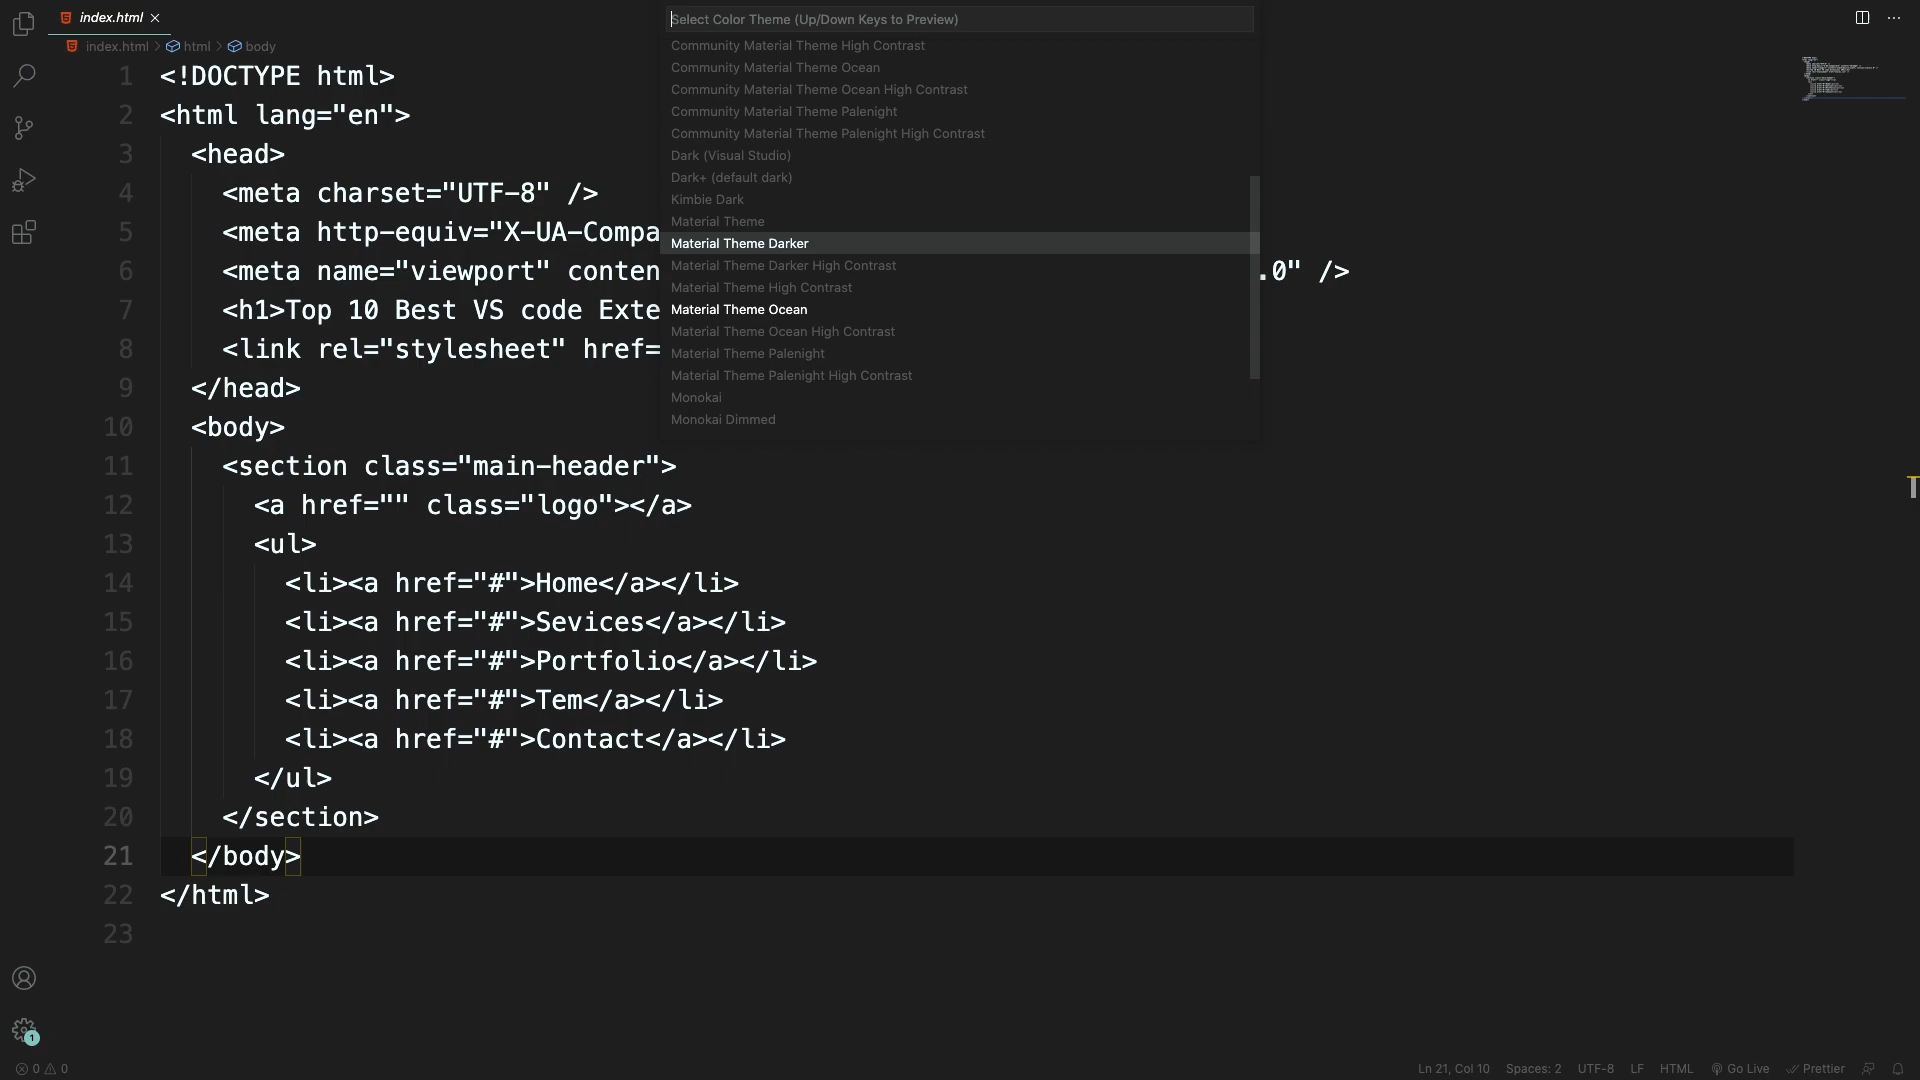 index.html
Select Color Theme (Up/Down Keys to Preview)
index.html > html > body
Community Material Theme High Contrast
Community Material Theme Ocean
Community Material Theme Ocean High Contrast
Community Material Theme Palenight
Community Material Theme Palenight High Contrast
Dark (Visual Studio)
Dark+ (default dark)
Kimbie Dark
Material Theme
Material Theme Darker
Material Theme Darker High Contrast
Material Theme High Contrast
Material Theme Ocean
Material Theme Ocean High Contrast
Material Theme Palenight
Material Theme Palenight High Contrast
Monokai
Monokai Dimmed
1 <!DOCTYPE html>
2 <html lang="en">
3 <head>
4 <meta charset="UTF-8" />
5 <meta http-equiv="X-UA-Compa
6 <meta name="viewport" conten .0" />
7 <h1>Top 10 Best VS code Exte
8 <link rel="stylesheet" href=
9 </head>
10 <body>
11 <section class="main-header">
12 <a href="" class="logo"></a>
13 <ul>
14 <li><a href="#">Home</a></li>
15 <li><a href="#">Sevices</a></li>
16 <li><a href="#">Portfolio</a></li>
17 <li><a href="#">Tem</a></li>
18 <li><a href="#">Contact</a></li>
19 </ul>
20 </section>
21 </body>
22 </html>
23
1
0 0 Ln 21, Col 10 Spaces: 2 UTF-8 LF HTML Go Live Prettier